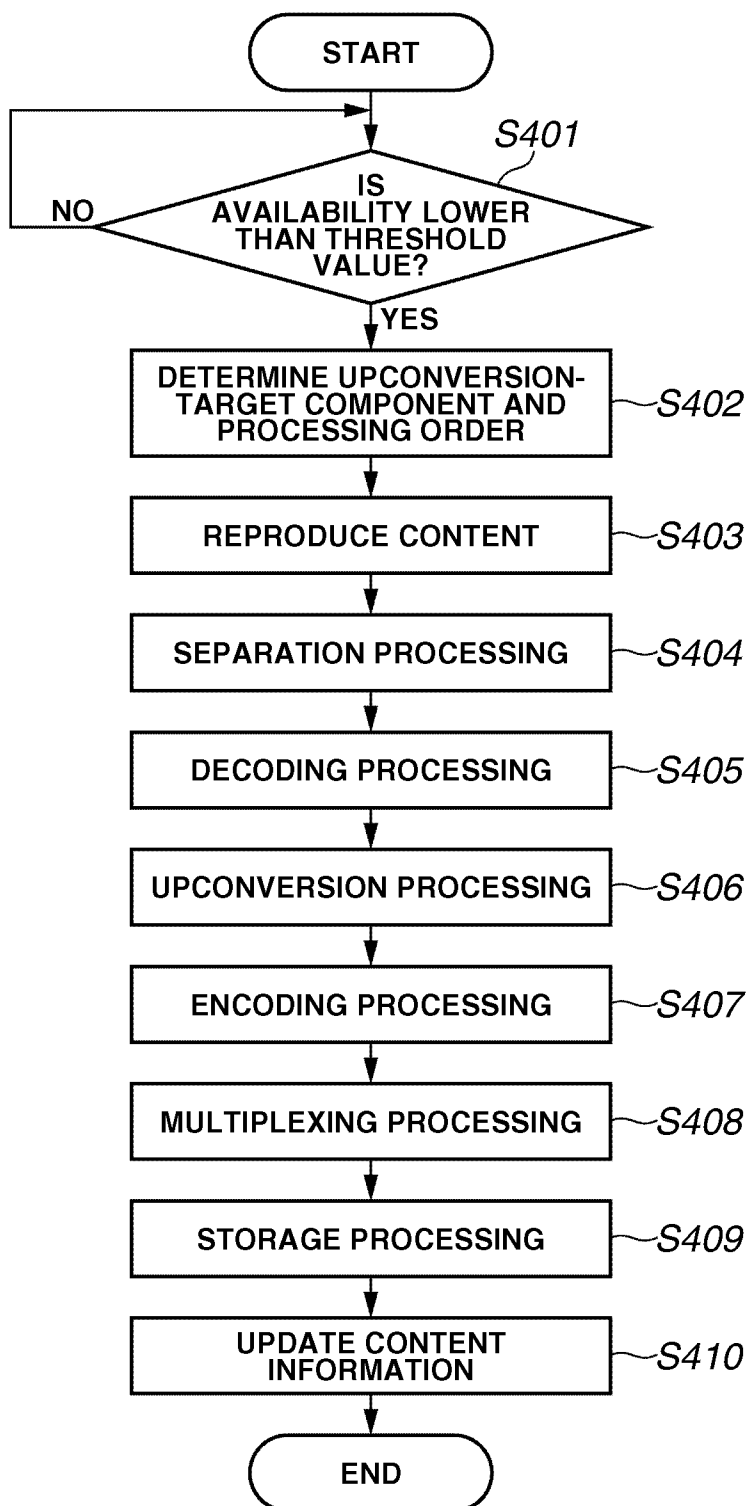 START
S401
IS
AVAILABILITY LOWER
THAN THRESHOLD
VALUE?
NO
YES
DETERMINE UPCONVERSION-
TARGET COMPONENT AND
PROCESSING ORDER
S402
REPRODUCE CONTENT
S403
SEPARATION PROCESSING
S404
DECODING PROCESSING
S405
UPCONVERSION PROCESSING
S406
ENCODING PROCESSING
S407
MULTIPLEXING PROCESSING
S408
STORAGE PROCESSING
S409
UPDATE CONTENT
INFORMATION
S410
END